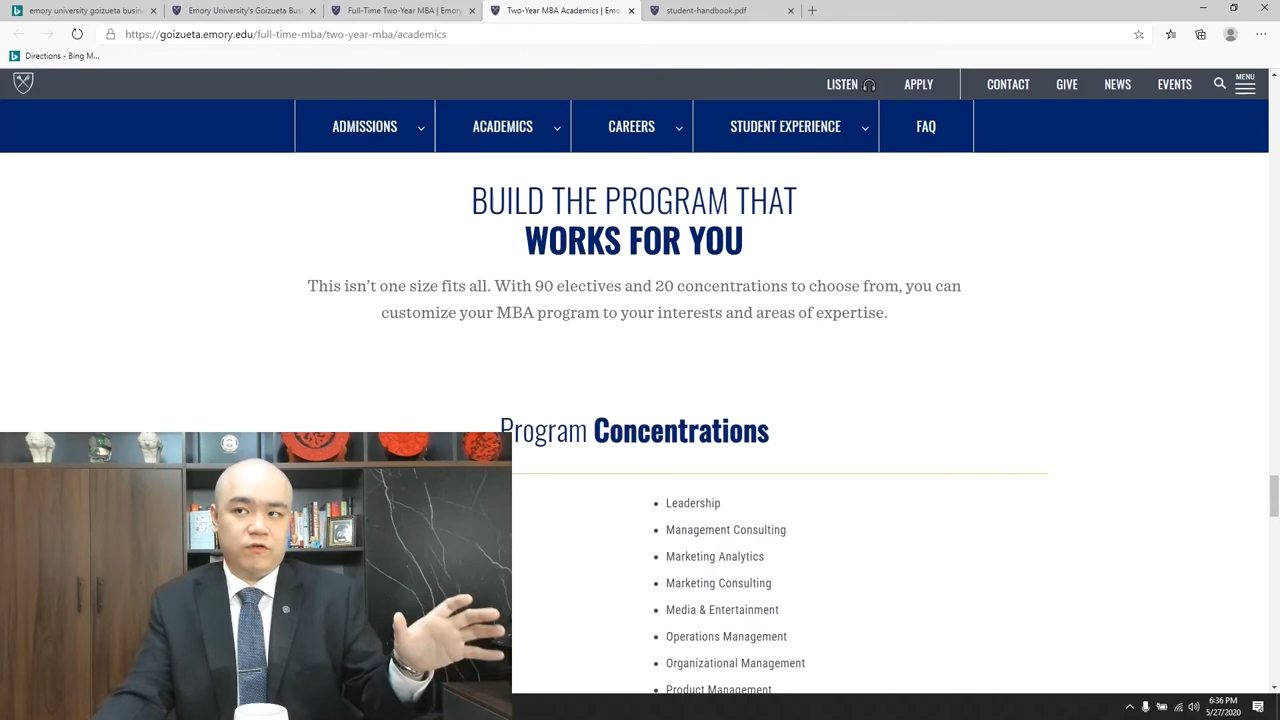 Directions - Bing M...
Emory University's Goizueta Busi
Full-Time Two-Year MBA | Emory
Two-Year MBA Academics | Emo
student-handbook.pdf
https://goizueta.emory.edu/full-time-mba/two-year-mba/academics
Directions - Bing M...
LISTEN
APPLY
CONTACT
GIVE
NEWS
EVENTS
MENU
ADMISSIONS
ACADEMICS
CAREERS
STUDENT EXPERIENCE
FAQ
BUILD THE PROGRAM THAT
WORKS FOR YOU
This isn’t one size fits all. With 90 electives and 20 concentrations to choose from, you can
customize your MBA program to your interests and areas of expertise.
Program Concentrations
Leadership
Management Consulting
Marketing Analytics
Marketing Consulting
Media & Entertainment
Operations Management
Organizational Management
Product Management
6:36 PM
5/27/2020